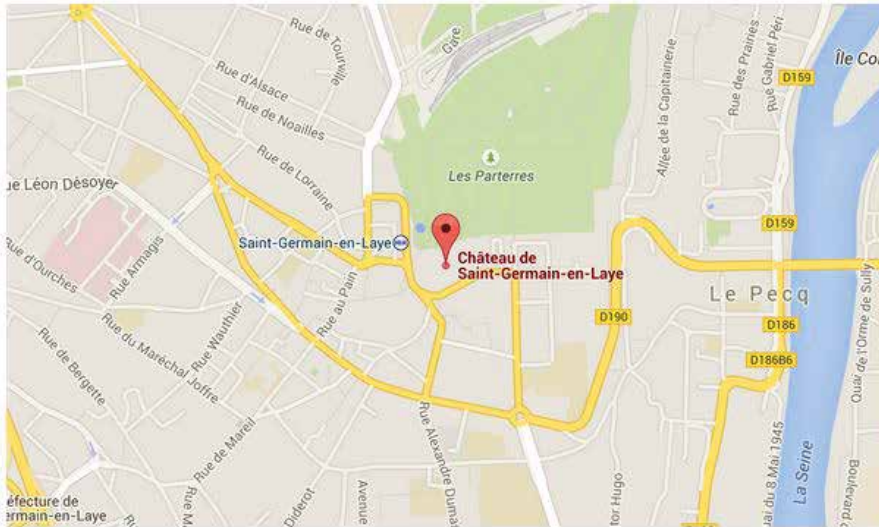 Rue de Tourville
Gare
Rue des Prairies
Rue Gabriel Péri
Île Co
D159
Rue d'Alsace
Rue de Noailles
Allée de la Capitainerie
Rue de Lorraine
Les Parterres
ue Léon Désoyer
D159
Saint-Germain-en-Laye
Château de
Saint-Germain-en-Laye
Rue d'Ourches
Rue Armagis
Rue au Pain
Le Pecq
Quai de l'Orme de Sully
D190
D186
Rue Wauthier
Rue du Maréchal Joffre
D186B6
Rue de Bergette
Rue de Mareil
Rue Alexandre Dumas
ai du 8 Mai 1945
La Seine
éfecture de
ermain-en-Laye
Rue M
Diderot
Avenue
tor Hugo
Boulevard